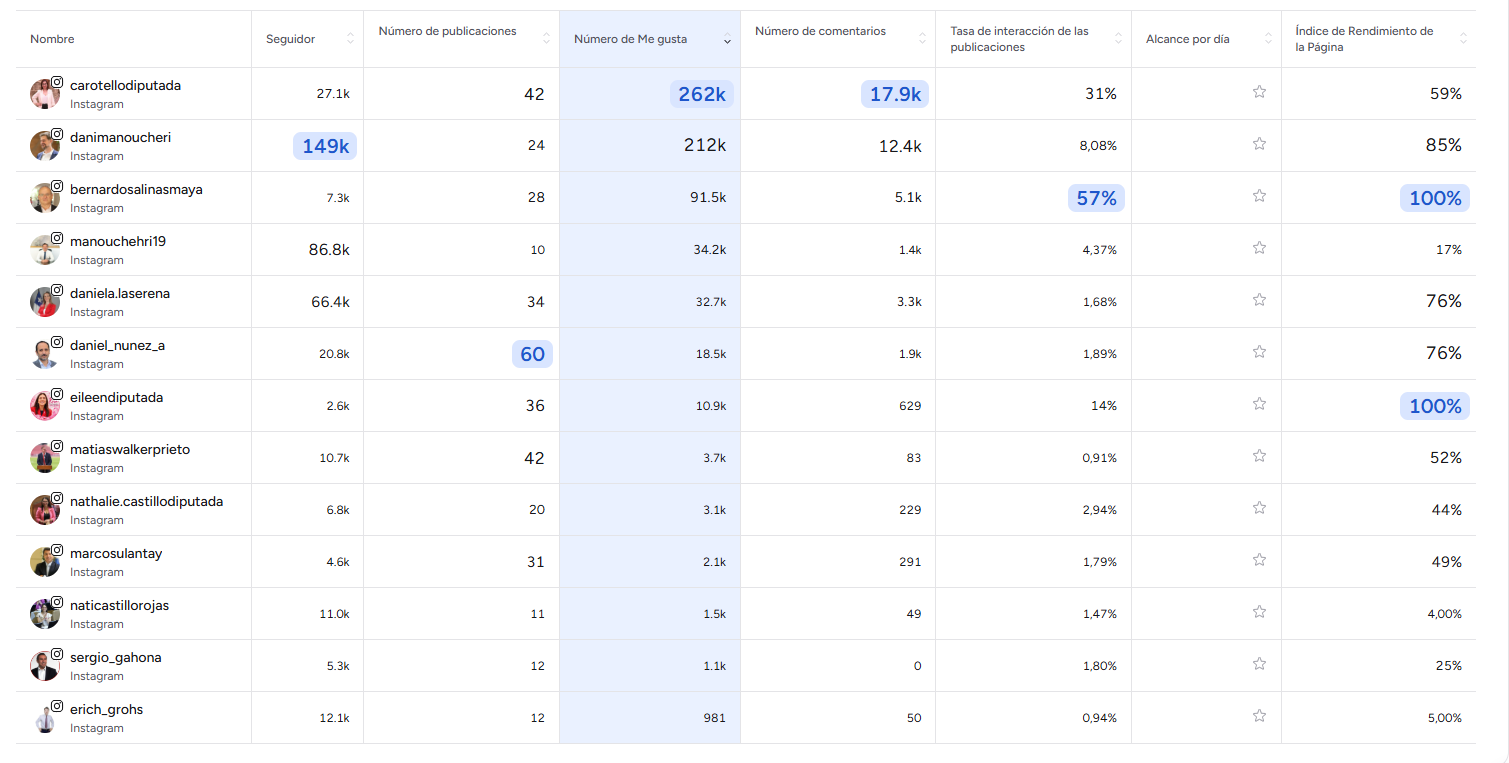 Nombre Seguidor Número de publicaciones Número de Me gusta Número de comentarios Tasa de interacción de las publicaciones Alcance por día Índice de Rendimiento de la Página
carotellodiputada 27.1k 42 262k 17.9k 31% 59%
Instagram
danimanoucheri 149k 24 212k 12.4k 8,08% 85%
Instagram
bernardosalinasmaya 7.3k 28 91.5k 5.1k 57% 100%
Instagram
manouchehri19 86.8k 10 34.2k 1.4k 4,37% 17%
Instagram
daniela.laserena 66.4k 34 32.7k 3.3k 1,68% 76%
Instagram
daniel_nunez_a 20.8k 60 18.5k 1.9k 1,89% 76%
Instagram
eileendiputada 2.6k 36 10.9k 629 14% 100%
Instagram
matiaswalkerprieto 10.7k 42 3.7k 83 0,91% 52%
Instagram
nathalie.castillodiputada 6.8k 20 3.1k 229 2,94% 44%
Instagram
marcosulantay 4.6k 31 2.1k 291 1,79% 49%
Instagram
naticastillorojas 11.0k 11 1.5k 49 1,47% 4,00%
Instagram
sergio_gahona 5.3k 12 1.1k 0 1,80% 25%
Instagram
erich_grohs 12.1k 12 981 50 0,94% 5,00%
Instagram